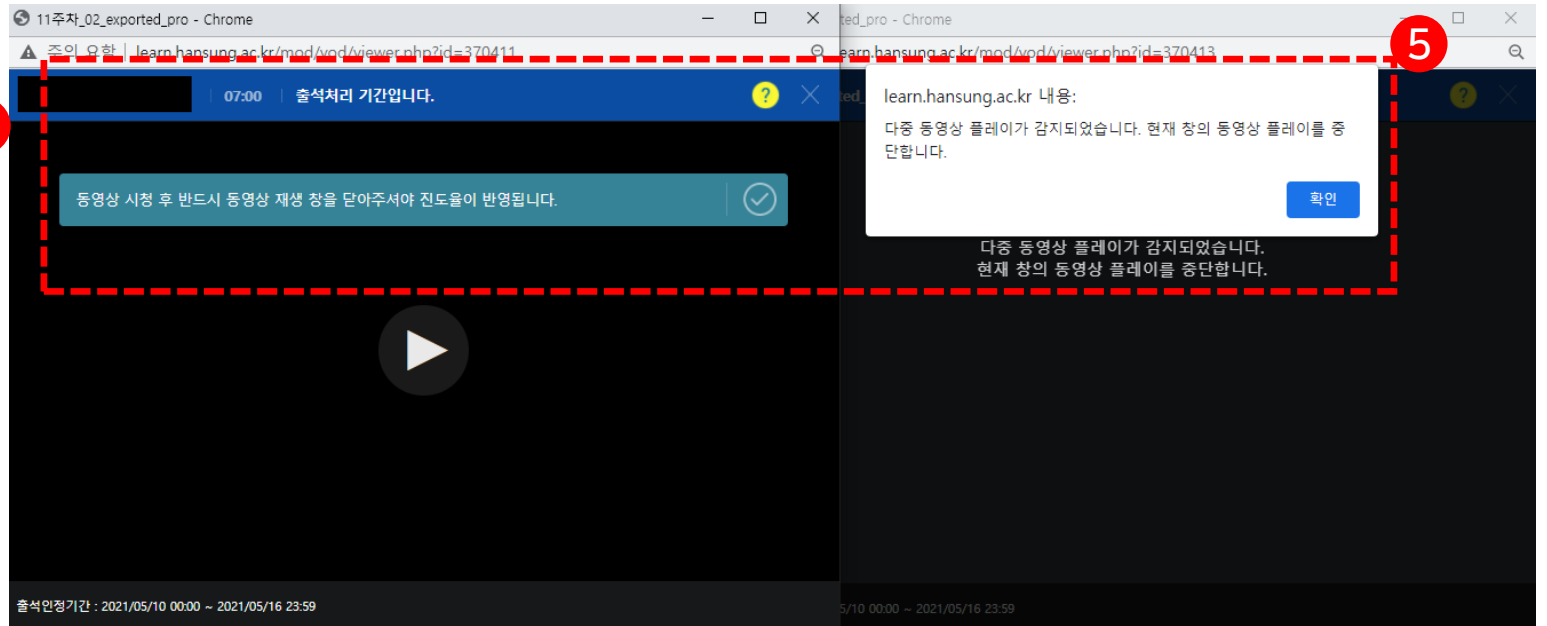 11주차_02_exported_pro - Chrome
주의 요함 | learn.hansung.ac.kr/mod/vod/viewer.php?id=370411
07:00 | 출석처리 기간입니다.
?
동영상 시청 후 반드시 동영상 재생 창을 닫아주셔야 진도율이 반영됩니다.
출석인정기간 : 2021/05/10 00:00 ~ 2021/05/16 23:59
ted_pro - Chrome
earn.hansung.ac.kr/mod/vod/viewer.php?id=370413
5
ted_
?
learn.hansung.ac.kr 내용:
다중 동영상 플레이가 감지되었습니다. 현재 창의 동영상 플레이를 중
단합니다.
확인
다중 동영상 플레이가 감지되었습니다.
현재 창의 동영상 플레이를 중단합니다.
5/10 00:00 ~ 2021/05/16 23:59